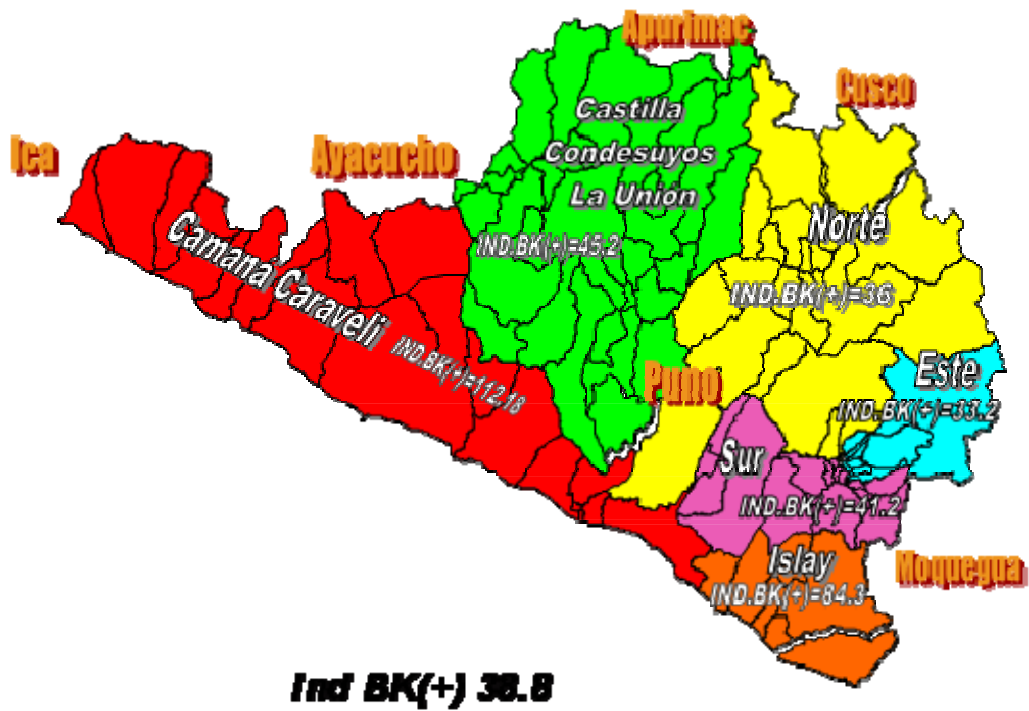 Apurimac
Cusco
Ica
Ayacucho
Castilla
Condesuyos
La Unión
IND.BK(+)=45.2
Norte
IND.BK(+)=36
Camaná Caraveli
IND.BK(+)=112.18
Puno
Este
IND.BK(+)=33.2
Sur
IND.BK(+)=41.2
Islay
IND.BK(+)=84.3
Moquegua
Ind BK(+) 38.8